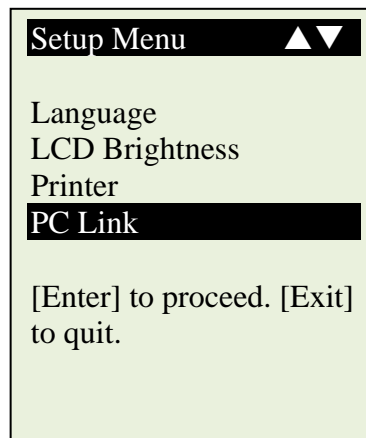 Setup Menu ▲▼
Language
LCD Brightness
Printer
PC Link
[Enter] to proceed. [Exit]
to quit.